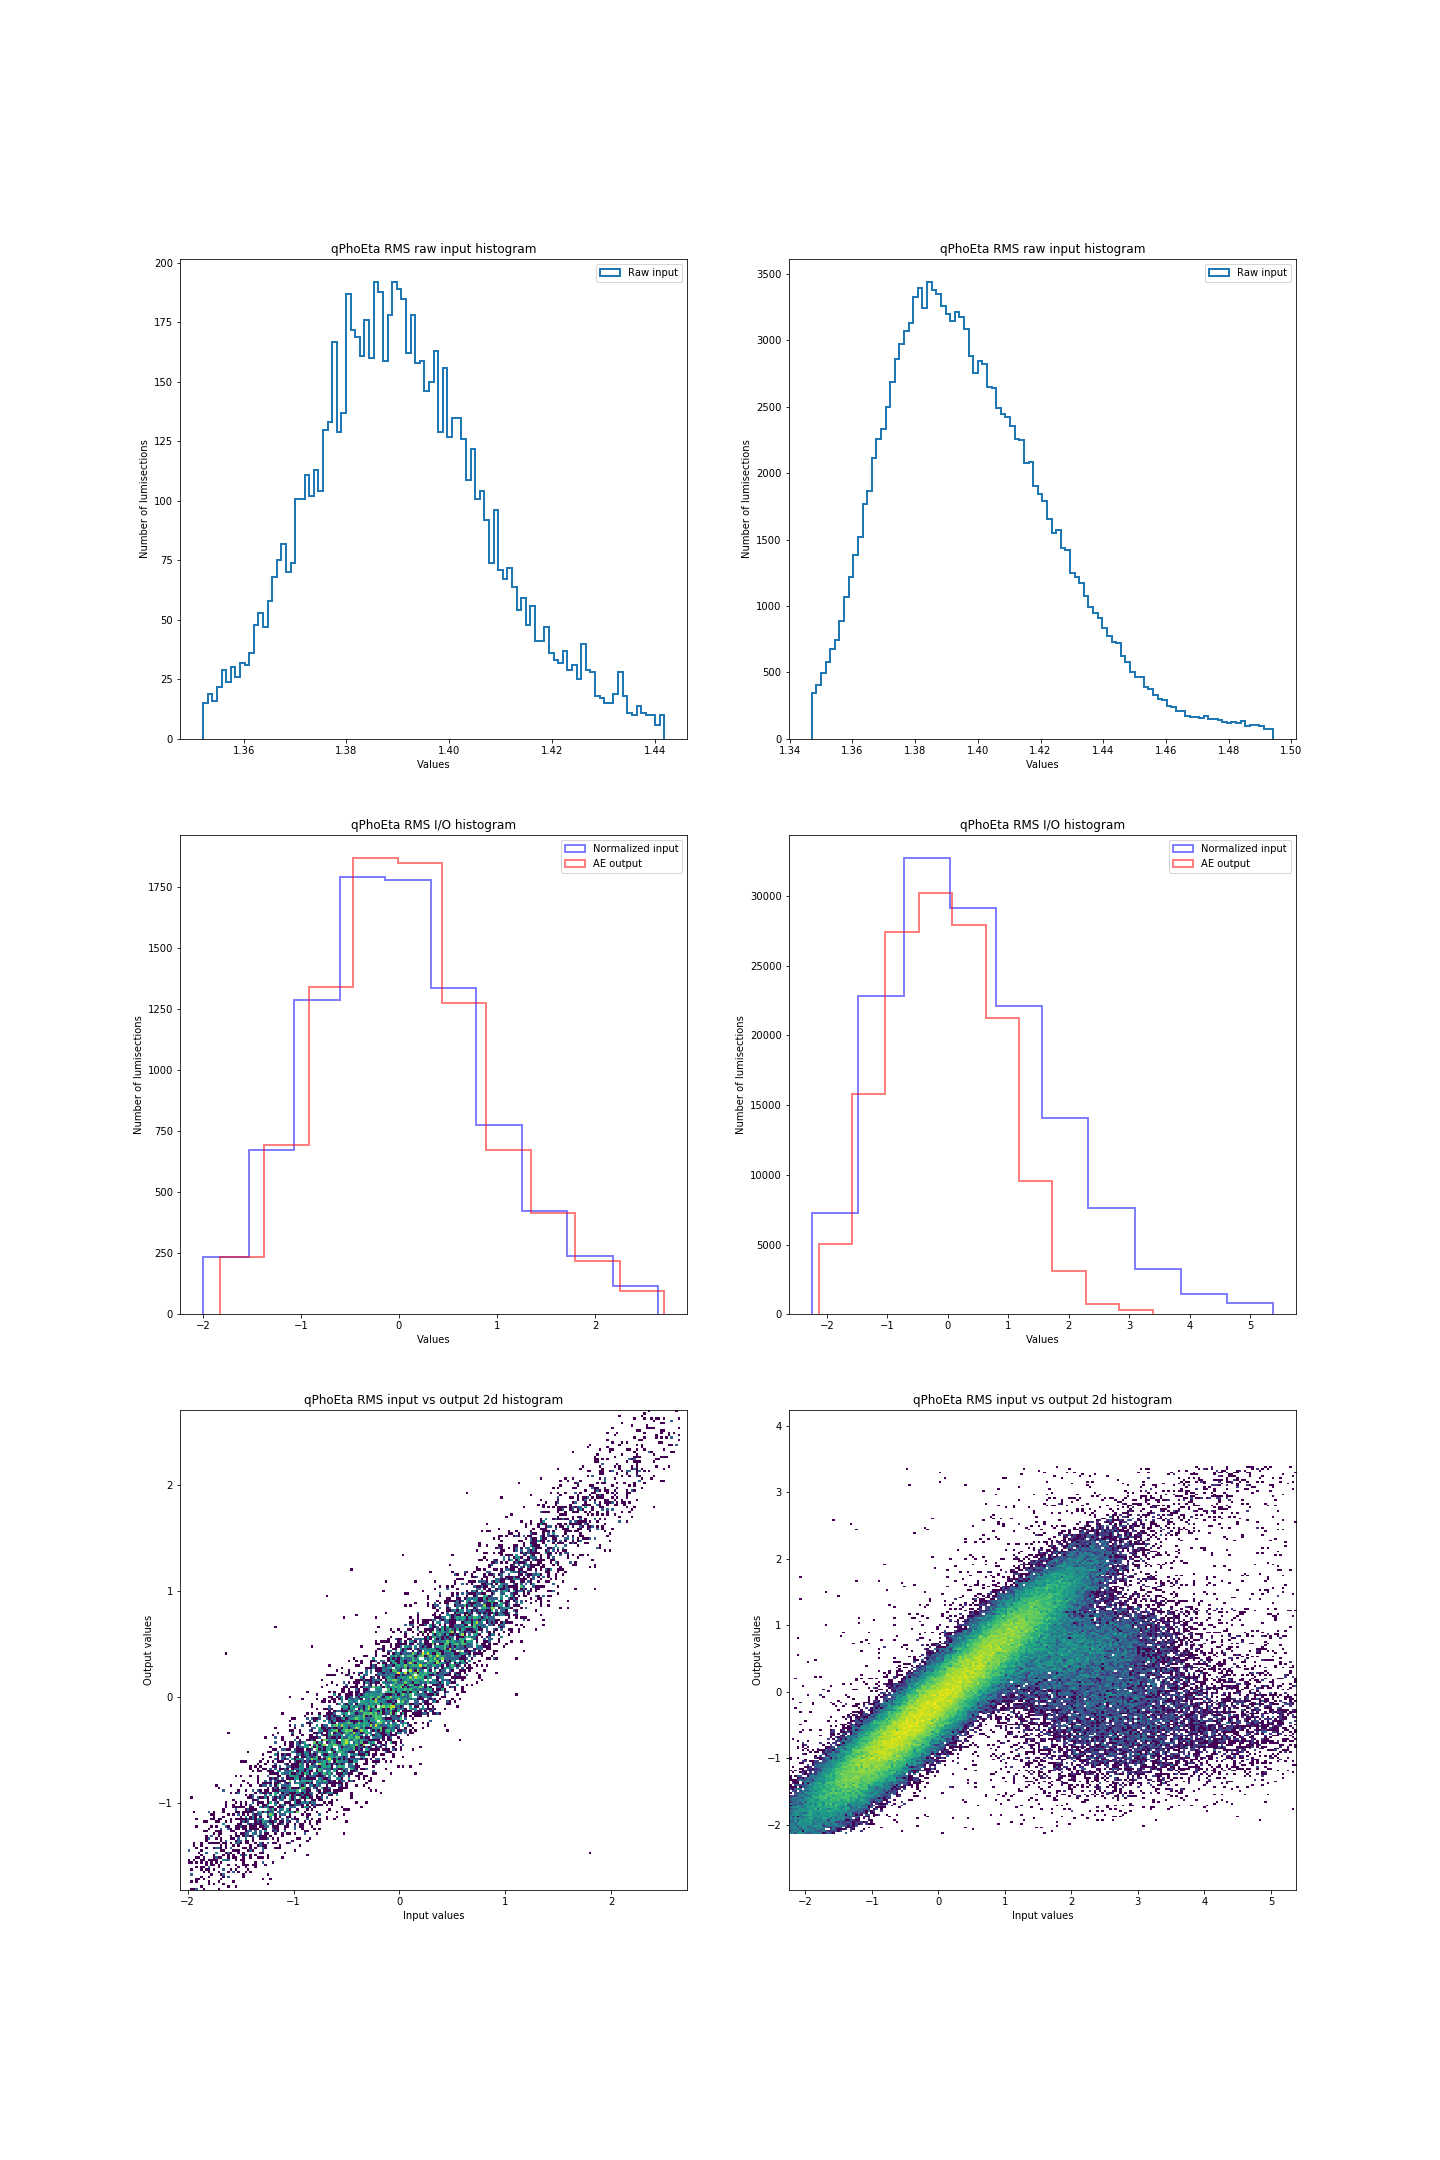 qPhoEta RMS raw input histogram
Raw input
200
175
150
125
100
75
50
25
0
Number of lumisections
1.36 1.38 1.40 1.42 1.44
Values
qPhoEta RMS raw input histogram
Raw input
3500
3000
2500
2000
1500
1000
500
0
Number of lumisections
1.34 1.36 1.38 1.40 1.42 1.44 1.46 1.48 1.50
Values
qPhoEta RMS I/O histogram
Normalized input
AE output
1750
1500
1250
1000
750
500
250
0
Number of lumisections
−2 −1 0 1 2
Values
qPhoEta RMS I/O histogram
Normalized input
AE output
30000
25000
20000
15000
10000
5000
0
Number of lumisections
−2 −1 0 1 2 3 4 5
Values
qPhoEta RMS input vs output 2d histogram
2
1
0
−1
Output values
−2 −1 0 1 2
Input values
qPhoEta RMS input vs output 2d histogram
4
3
2
1
0
−1
−2
Output values
−2 −1 0 1 2 3 4 5
Input values